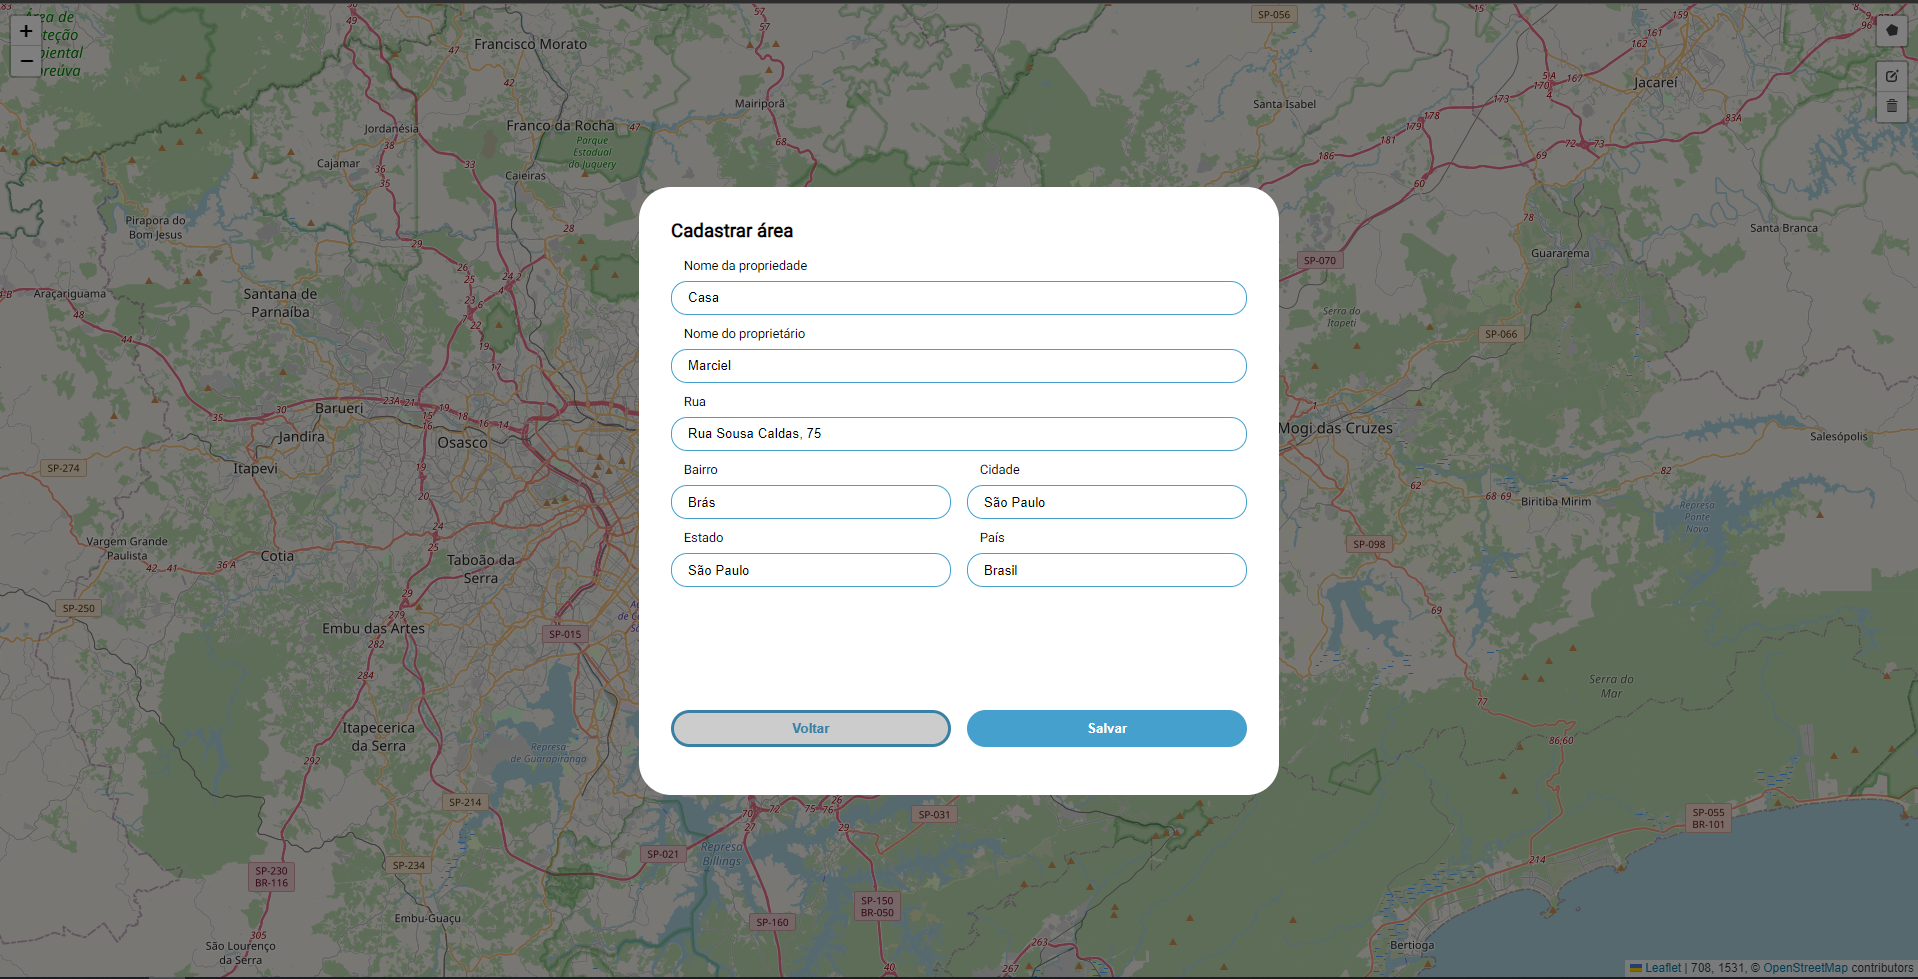 Cadastrar área
Nome da propriedade
Casa
Nome do proprietário
Marciel
Rua
Rua Sousa Caldas, 75
Bairro
Cidade
Brás
São Paulo
Estado
País
São Paulo
Brasil
Voltar
Salvar
+
−
Francisco Morato
Mairiporã
Franco da Rocha
Parque
Estadual
do Juquery
Jordanésia
Cajamar
Caieiras
Pirapora do
Bom Jesus
Araçariguama
Santana de
Parnaíba
Barueri
Jandira
Osasco
Itapevi
SP-274
Vargem Grande
Paulista
Cotia
Taboão da
Serra
SP-250
Embu das Artes
SP-015
Itapecerica
da Serra
Represa
de Guarapiranga
SP-214
SP-234
SP-230
BR-116
Embu-Guaçu
São Lourenço
da Serra
SP-021
Represa
Billings
SP-031
SP-160
SP-150
BR-050
SP-056
Santa Isabel
Jacareí
Santa Branca
Guararema
SP-070
Serra do
Itapeti
SP-066
Mogi das Cruzes
Salesópolis
Biritiba Mirim
Represa
Ponte
Nova
SP-098
Serra do
Mar
SP-055
BR-101
Bertioga
Leaflet | 708, 1531, © OpenStreetMap contributors